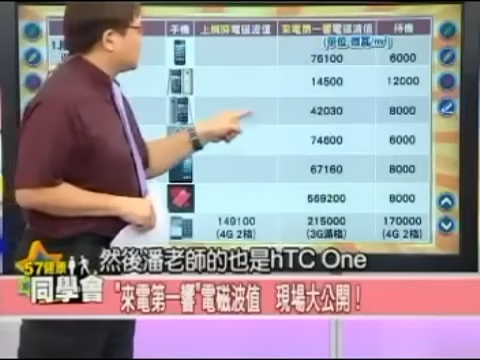 手機 上網時電磁波值 來電第一響電磁波值 待機
(單位 微瓦/㎡)
76100 6000
14500 12000
42030 8000
74600 6000
67160 8000
569200 8000
149100 215000 170000
(4G 2格) (3G滿格) (4G 2格)
然後潘老師的也是hTC One
57健康
同學會
"來電第一響"電磁波值 現場大公開!